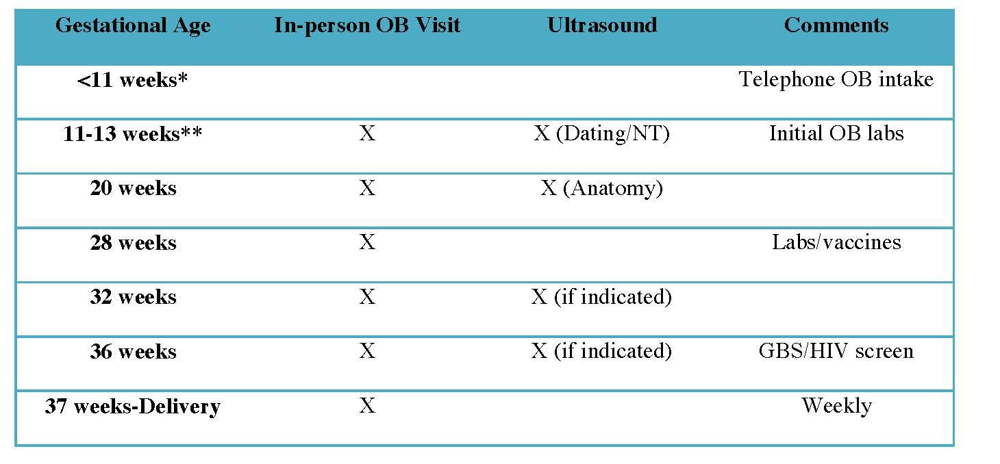 Gestational Age In-person OB Visit Ultrasound Comments
<11 weeks* Telephone OB intake
11-13 weeks** X X (Dating/NT) Initial OB labs
20 weeks X X (Anatomy)
28 weeks X Labs/vaccines
32 weeks X X (if indicated)
36 weeks X X (if indicated) GBS/HIV screen
37 weeks-Delivery X Weekly